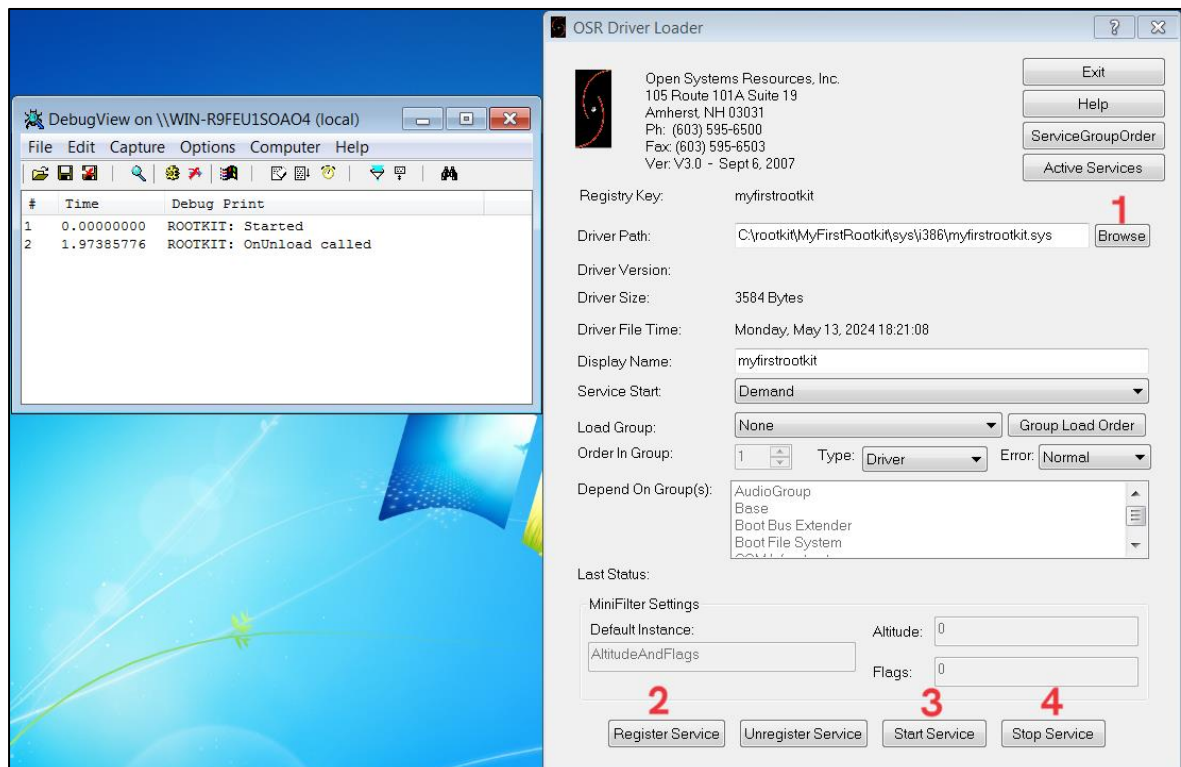 DebugView on \\WIN-R9FEU1SOAO4 (local)
File Edit Capture Options Computer Help
# Time Debug Print
1 0.00000000 ROOTKIT: Started
2 1.97385776 ROOTKIT: OnUnload called
OSR Driver Loader
Open Systems Resources, Inc.
105 Route 101A Suite 19
Amherst, NH 03031
Ph: (603) 595-6500
Fax: (603) 595-6503
Ver: V3.0 - Sept 6, 2007
Exit
Help
ServiceGroupOrder
Active Services
Registry Key: myfirstrootkit
1
Driver Path: C:\rootkit\MyFirstRootkit\sys\i386\myfirstrootkit.sys Browse
Driver Version:
Driver Size: 3584 Bytes
Driver File Time: Monday, May 13, 2024 18:21:08
Display Name: myfirstrootkit
Service Start: Demand
Load Group: None Group Load Order
Order In Group: 1 Type: Driver Error: Normal
Depend On Group(s): AudioGroup
Base
Boot Bus Extender
Boot File System
Last Status:
MiniFilter Settings
Default Instance:
AltitudeAndFlags
Altitude: 0
Flags: 0
2 3 4
Register Service Unregister Service Start Service Stop Service